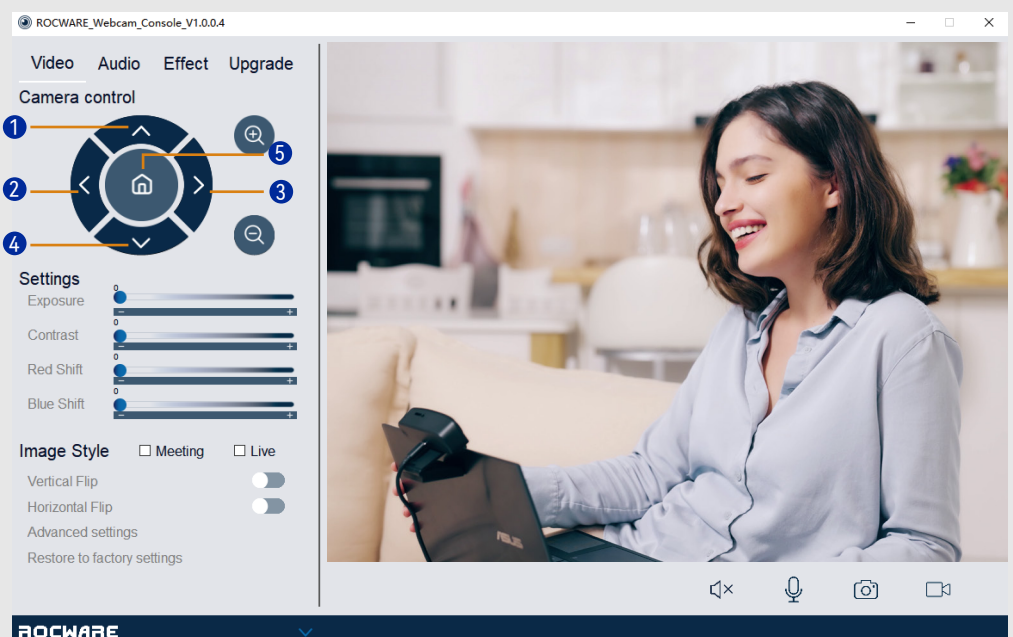 ROCWARE_Webcam_Console_V1.0.0.4
Video Audio Effect Upgrade
Camera control
1
5
2
3
4
Settings
0
Exposure
0
Contrast
0
Red Shift
0
Blue Shift
Image Style Meeting Live
Vertical Flip
Horizontal Flip
Advanced settings
Restore to factory settings
ASUS
ROCWARE